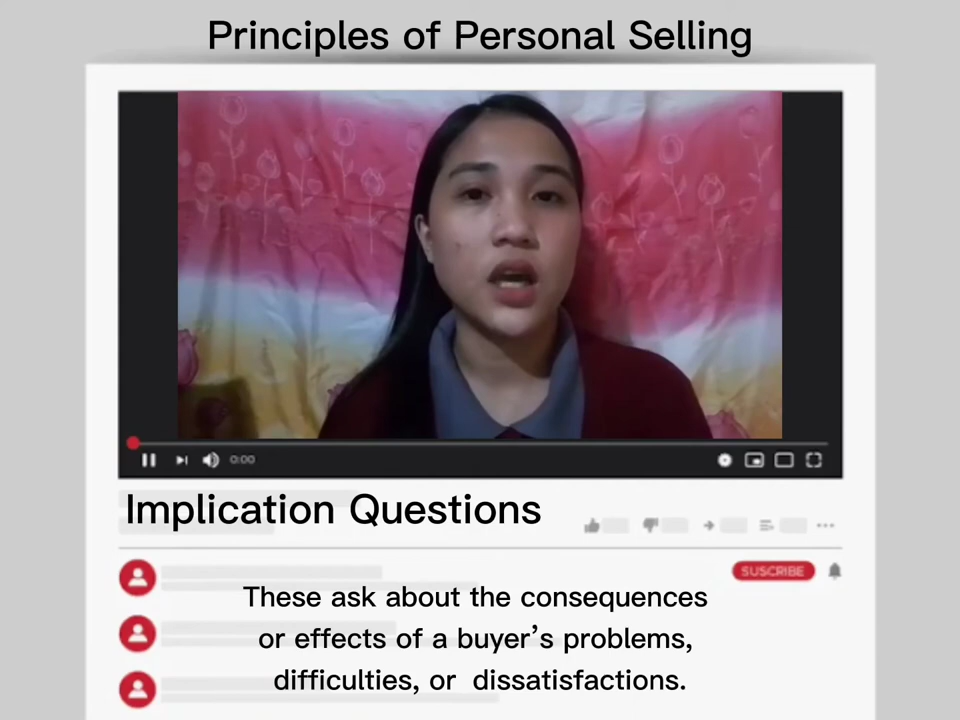 Principles of Personal Selling
0:00
Implication Questions
SUSCRIBE
These ask about the consequences
or effects of a buyer’s problems,
difficulties, or dissatisfactions.